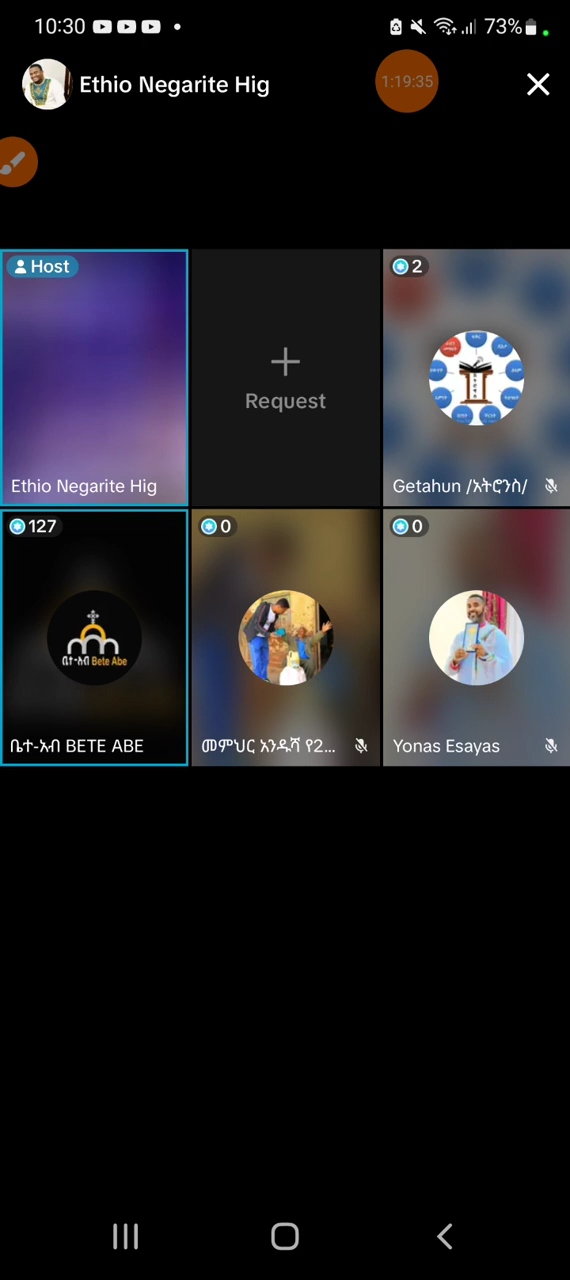 10:30
73%
Ethio Negarite Hig
1:19:35
Host
2
+
Request
Ethio Negarite Hig
Getahun /አትሮንስ/
127
0
0
ቤተ-አብ Bete Abe
ቤተ-አብ BETE ABE
መምህር አንዱሻ የ2...
Yonas Esayas